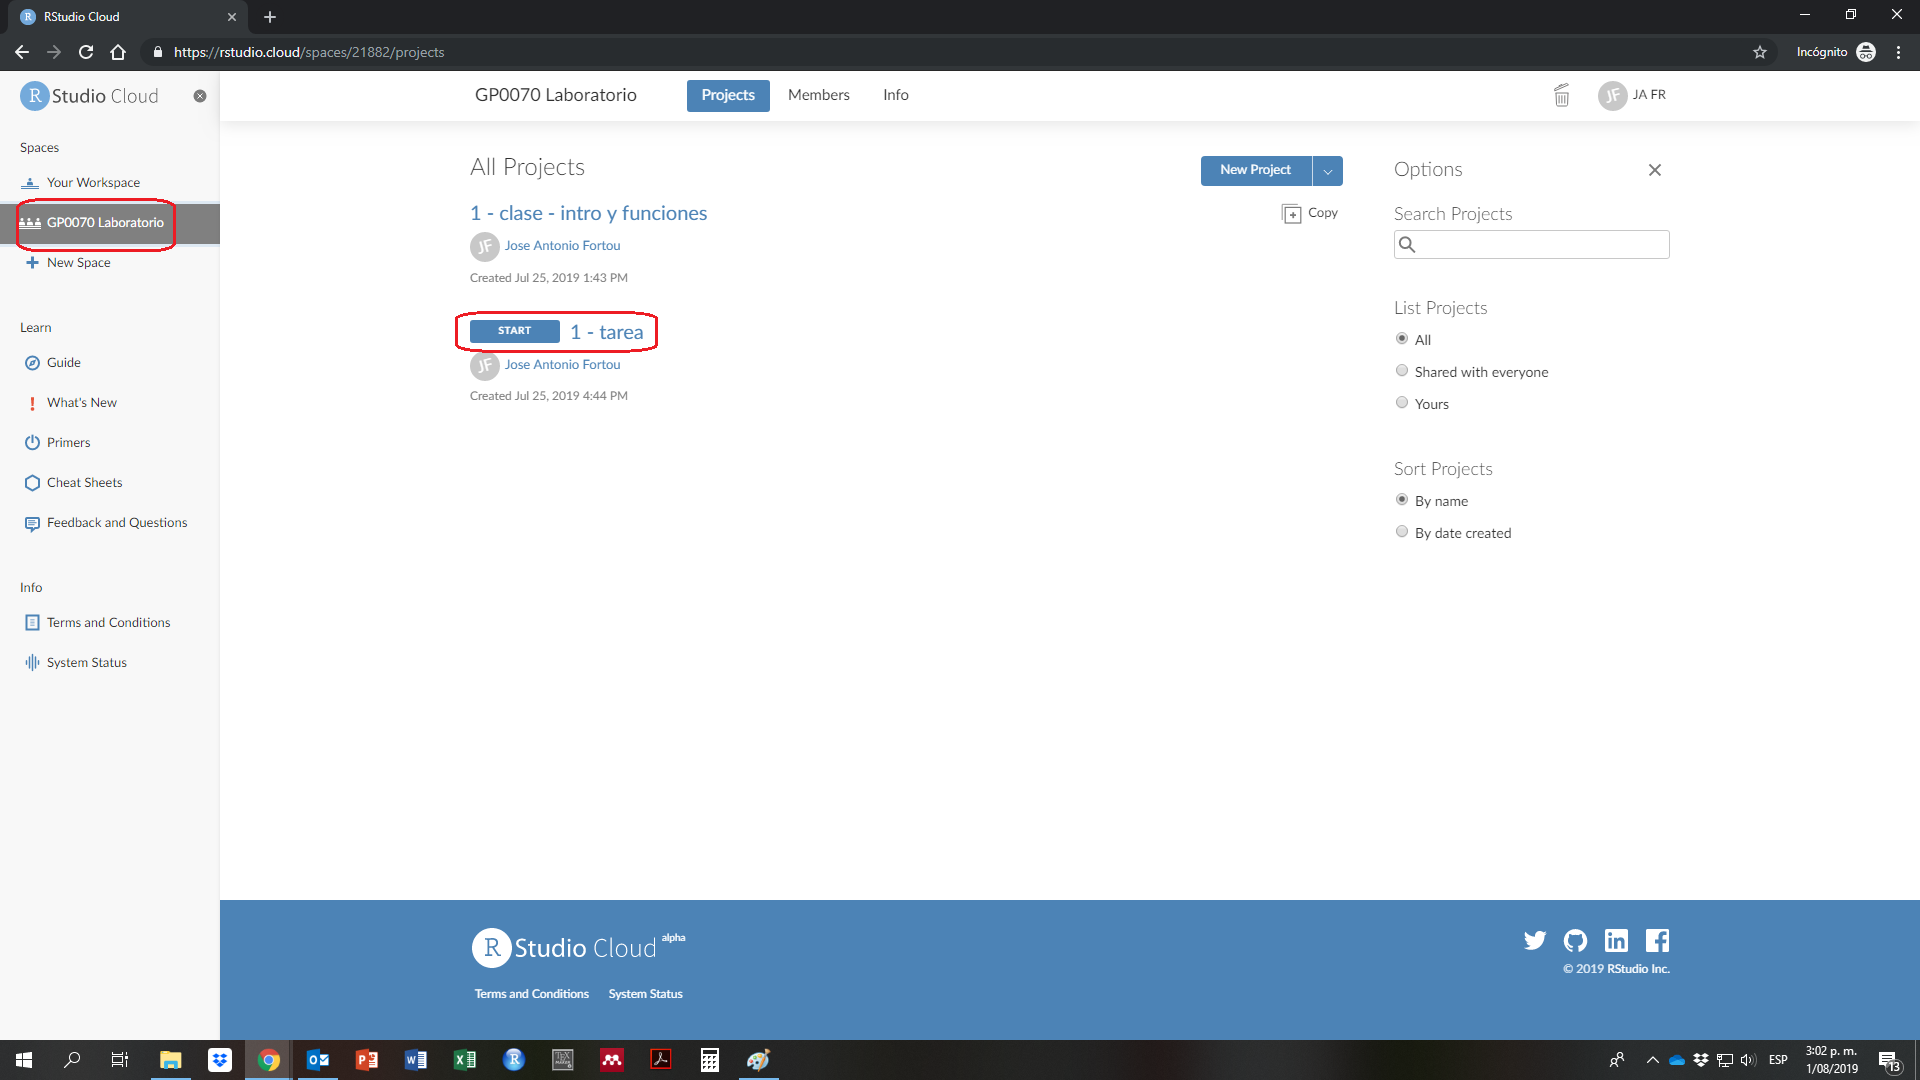 RStudio Cloud
https://rstudio.cloud/spaces/21882/projects
Incógnito
R Studio Cloud
Spaces
Your Workspace
GP0070 Laboratorio
New Space
Learn
Guide
What's New
Primers
Cheat Sheets
Feedback and Questions
Info
Terms and Conditions
System Status
GP0070 Laboratorio
Projects
Members
Info
JF JA FR
All Projects
New Project
1 - clase - intro y funciones
Copy
JF Jose Antonio Fortou
Created Jul 25, 2019 1:43 PM
START 1 - tarea
JF Jose Antonio Fortou
Created Jul 25, 2019 4:44 PM
Options
Search Projects
List Projects
All
Shared with everyone
Yours
Sort Projects
By name
By date created
R Studio Cloud alpha
Terms and Conditions System Status
© 2019 RStudio Inc.
ESP
3:02 p. m.
1/08/2019
13